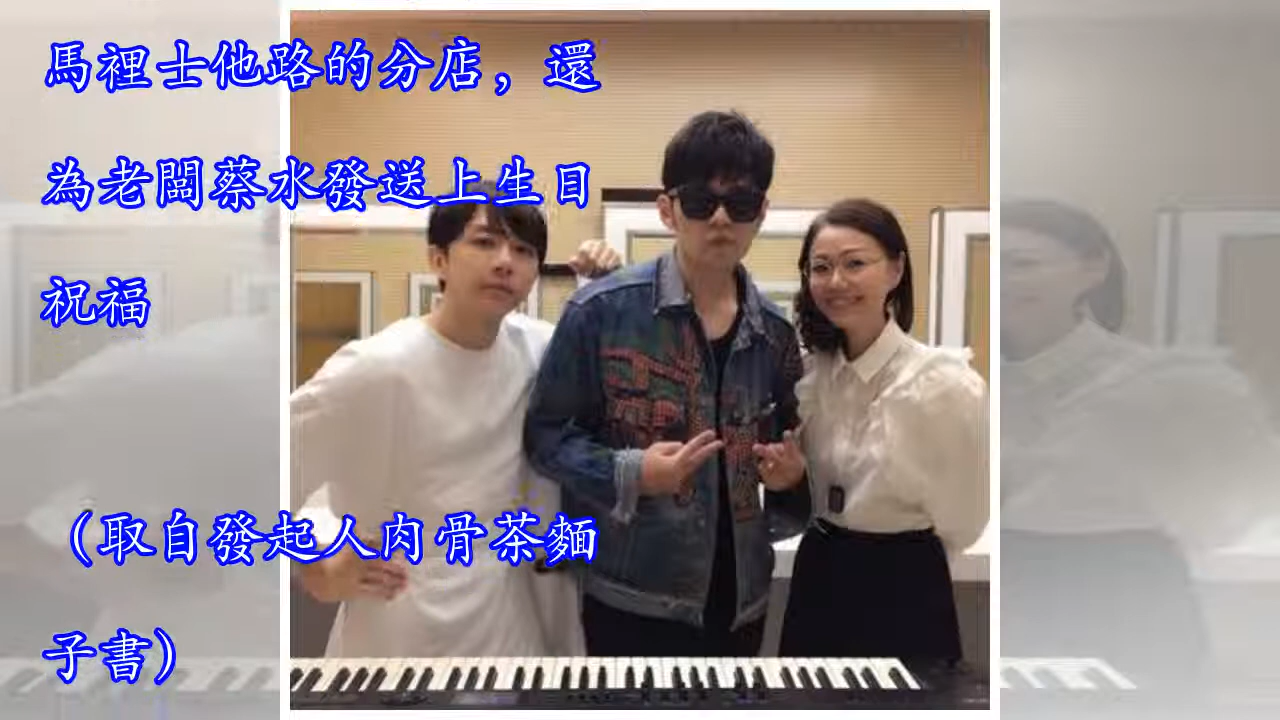 馬裡士他路的分店，還
為老闆蔡水發送上生日
祝福
（取自發起人肉骨茶麵
子書）